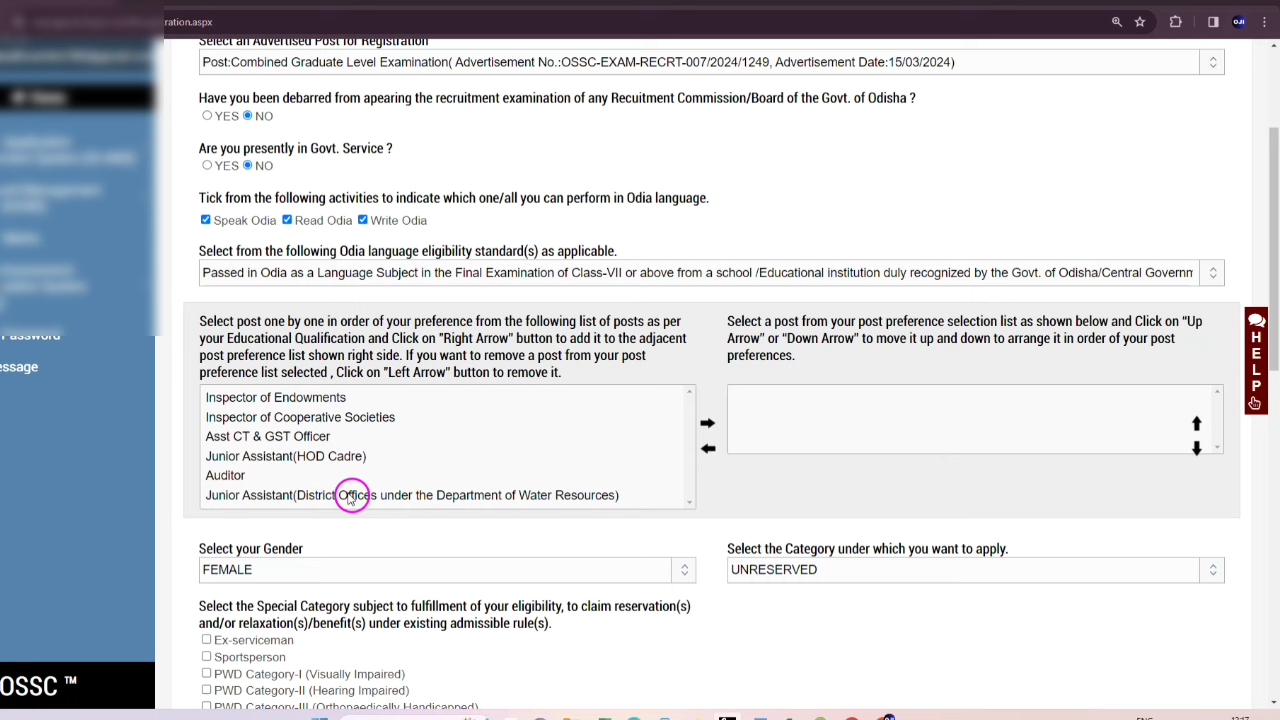 ration.aspx
Select an Advertised Post for Registration
Post:Combined Graduate Level Examination( Advertisement No.:OSSC-EXAM-RECRT-007/2024/1249, Advertisement Date:15/03/2024)
Have you been debarred from apearing the recruitment examination of any Recuitment Commission/Board of the Govt. of Odisha ?
YES NO
Are you presently in Govt. Service ?
YES NO
Tick from the following activities to indicate which one/all you can perform in Odia language.
Speak Odia Read Odia Write Odia
Select from the following Odia language eligibility standard(s) as applicable.
Passed in Odia as a Language Subject in the Final Examination of Class-VII or above from a school /Educational institution duly recognized by the Govt. of Odisha/Central Governm
Select post one by one in order of your preference from the following list of posts as per
your Educational Qualification and Click on "Right Arrow" button to add it to the adjacent
post preference list shown right side. If you want to remove a post from your post
preference list selected , Click on "Left Arrow" button to remove it.
Inspector of Endowments
Inspector of Cooperative Societies
Asst CT & GST Officer
Junior Assistant(HOD Cadre)
Auditor
Junior Assistant(District Offices under the Department of Water Resources)
Select a post from your post preference selection list as shown below and Click on “Up
Arrow” or “Down Arrow” to move it up and down to arrange it in order of your post
preferences.
Select your Gender
FEMALE
Select the Category under which you want to apply.
UNRESERVED
Select the Special Category subject to fulfillment of your eligibility, to claim reservation(s)
and/or relaxation(s)/benefit(s) under existing admissible rule(s).
Ex-serviceman
Sportsperson
PWD Category-I (Visually Impaired)
PWD Category-II (Hearing Impaired)
PWD Category-III (Orthopaedically Handicapped)
HELP
Password
essage
OSSC ™
OJI
ENG
13:17